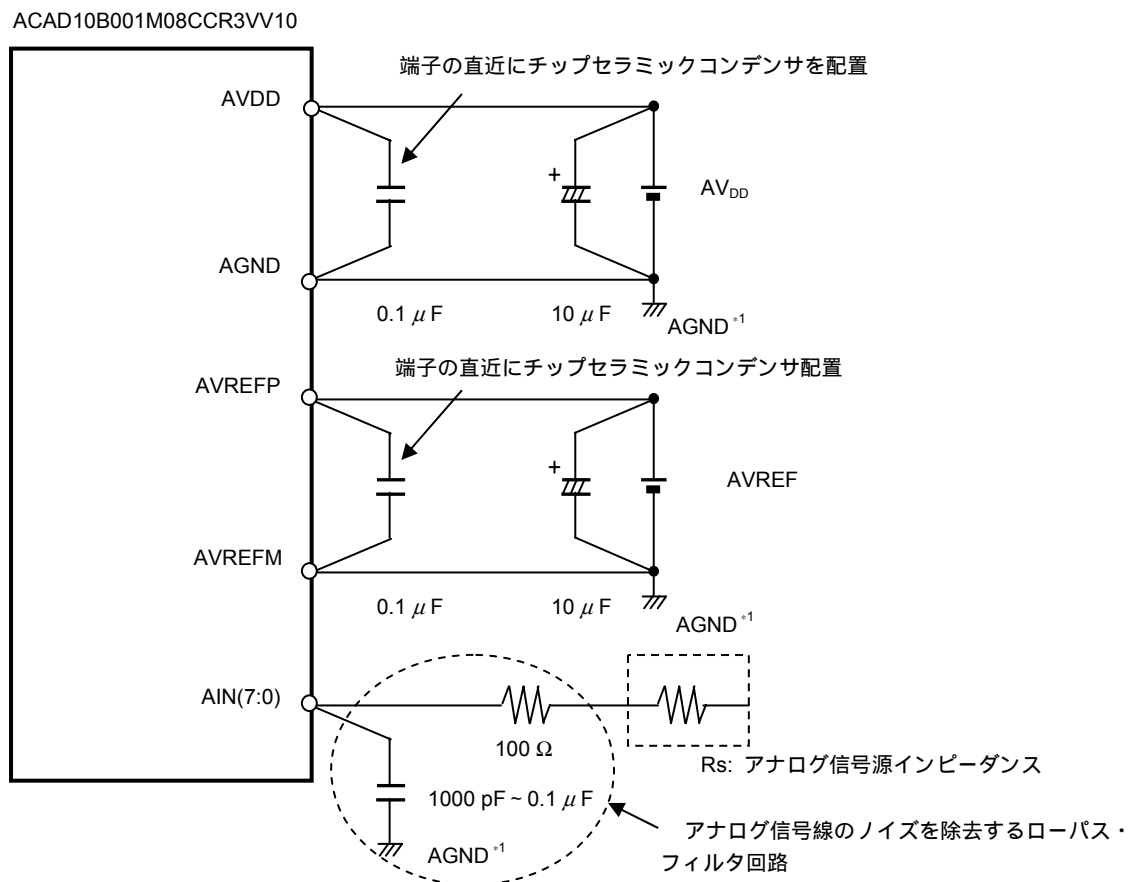 ACAD10B001M08CCR3VV10
端子の直近にチップセラミックコンデンサを配置
AVDD
+
AV_DD
AGND
0.1 μF
10 μF
AGND *1
端子の直近にチップセラミックコンデンサ配置
AVREFP
+
AVREF
AVREFM
0.1 μF
10 μF
AGND *1
AIN(7:0)
100 Ω
Rs: アナログ信号源インピーダンス
1000 pF ~ 0.1 μF
AGND *1
アナログ信号線のノイズを除去するローパス・
フィルタ回路